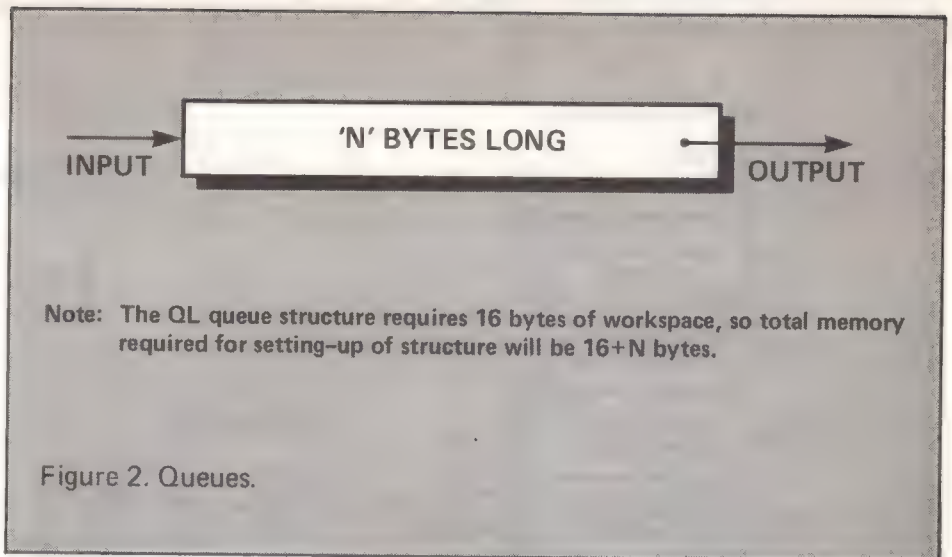 'N' BYTES LONG
INPUT
OUTPUT
Note: The QL queue structure requires 16 bytes of workspace, so total memory
required for setting-up of structure will be 16+N bytes.
Figure 2. Queues.